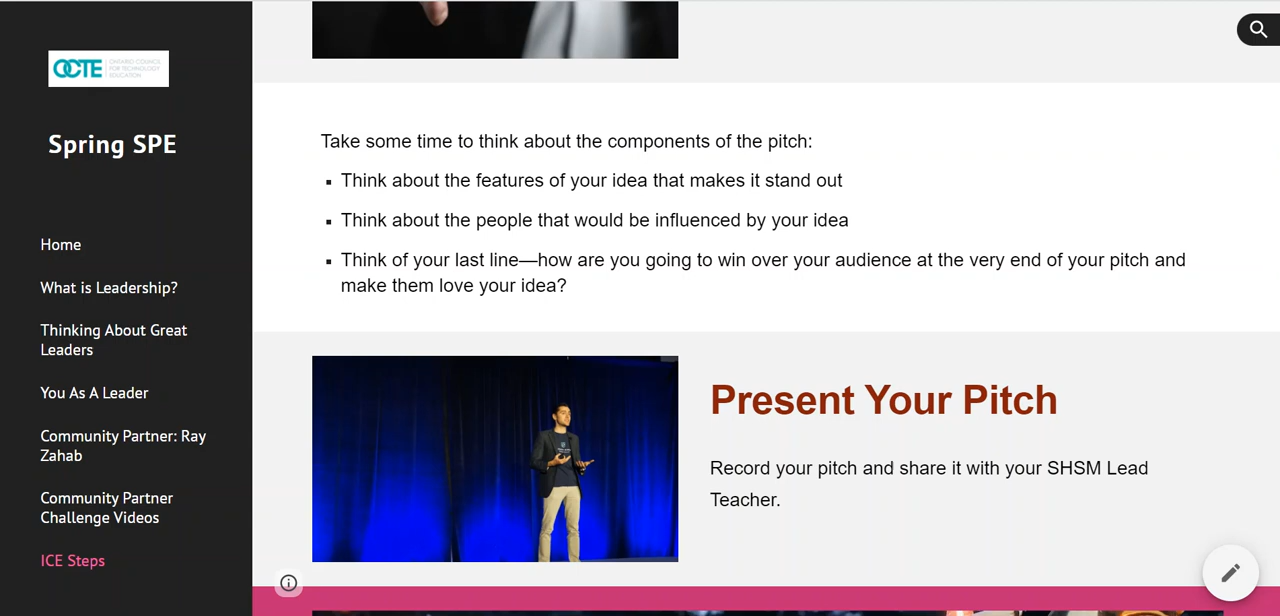 OCTE
ONTARIO COUNCIL
FOR TECHNOLOGY
EDUCATION
Spring SPE
Home
What is Leadership?
Thinking About Great
Leaders
You As A Leader
Community Partner: Ray
Zahab
Community Partner
Challenge Videos
ICE Steps
Take some time to think about the components of the pitch:
▪ Think about the features of your idea that makes it stand out
▪ Think about the people that would be influenced by your idea
▪ Think of your last line—how are you going to win over your audience at the very end of your pitch and
make them love your idea?
Present Your Pitch
Record your pitch and share it with your SHSM Lead
Teacher.